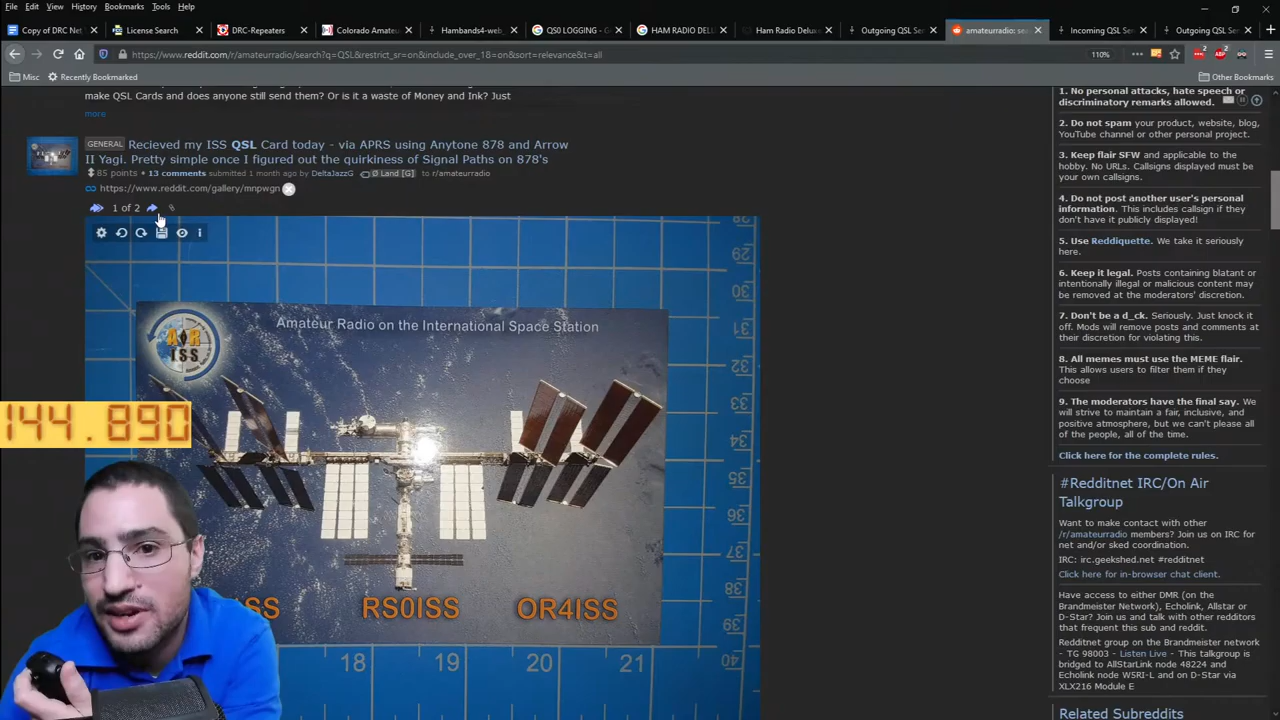 File Edit View History Bookmarks Tools Help
Copy of DRC Net
License Search
DRC-Repeaters
Colorado Amateu
Hambands4-web_
QSO LOGGING - G
HAM RADIO DELU
Ham Radio Delux
Outgoing QSL Se
amateurradio: se
Incoming QSL Se
Outgoing QSL Se
https://www.reddit.com/r/amateurradio/search?q=QSL&restrict_sr=on&include_over_18=on&sort=relevance&t=all
110%
Misc Recently Bookmarked
Other Bookmarks
make QSL Cards and does anyone still send them? Or is it a waste of Money and Ink? Just
more
GENERAL Recieved my ISS QSL Card today - via APRS using Anytone 878 and Arrow
II Yagi. Pretty simple once I figured out the quirkiness of Signal Paths on 878's
85 points • 13 comments submitted 1 month ago by DeltaJazzG Ø Land [G] to r/amateurradio
https://www.reddit.com/gallery/mnpwgn
1 of 2
Amateur Radio on the International Space Station
ARISS
ISS RS0ISS OR4ISS
29
30
31
32
33
34
35
36
37
38
39
40
18 19 20 21
144.890
1. No personal attacks, hate speech or
discriminatory remarks allowed.
2. Do not spam your product, website, blog,
YouTube channel or other personal project.
3. Keep flair SFW and applicable to the
hobby. No URLs. Callsigns displayed must be
your own callsigns.
4. Do not share another user's personal
information. This includes callsign if they
don't have it publicly displayed!
5. Use Reddiquette. We take it seriously
here.
6. Keep it legal. Posts containing blatant or
intentionally illegal or malicious content may
be removed at the moderators' discretion.
7. Don't be a d_ck. Seriously. Just knock it
off. Mods will remove posts and comments at
their discretion for violating this.
8. All memes must use the MEME flair.
This allows users to filter them if they
choose
9. The moderators have the final say. We
will strive to maintain a fair, inclusive, and
positive atmosphere, but we can't please all
of the people, all of the time.
Click here for the complete rules.
#Redditnet IRC/On Air
Talkgroup
Want to make contact with other
/r/amateurradio members? Join us on IRC for
net and/or sked coordination.
IRC: irc.geekshed.net #redditnet
Click here for in-browser chat client.
Have access to either DMR (on the
Brandmeister Network), Echolink, Allstar or
D-Star? Join us and talk with other redditors
that frequent this sub and reddit.
Redditnet group on the Brandmeister network
- TG 98003 - Listen Live - This talkgroup is
bridged to AllStarLink node 48224 and
Echolink node W5RI-L and on D-Star via
XLX216 Module E
Related Subreddits